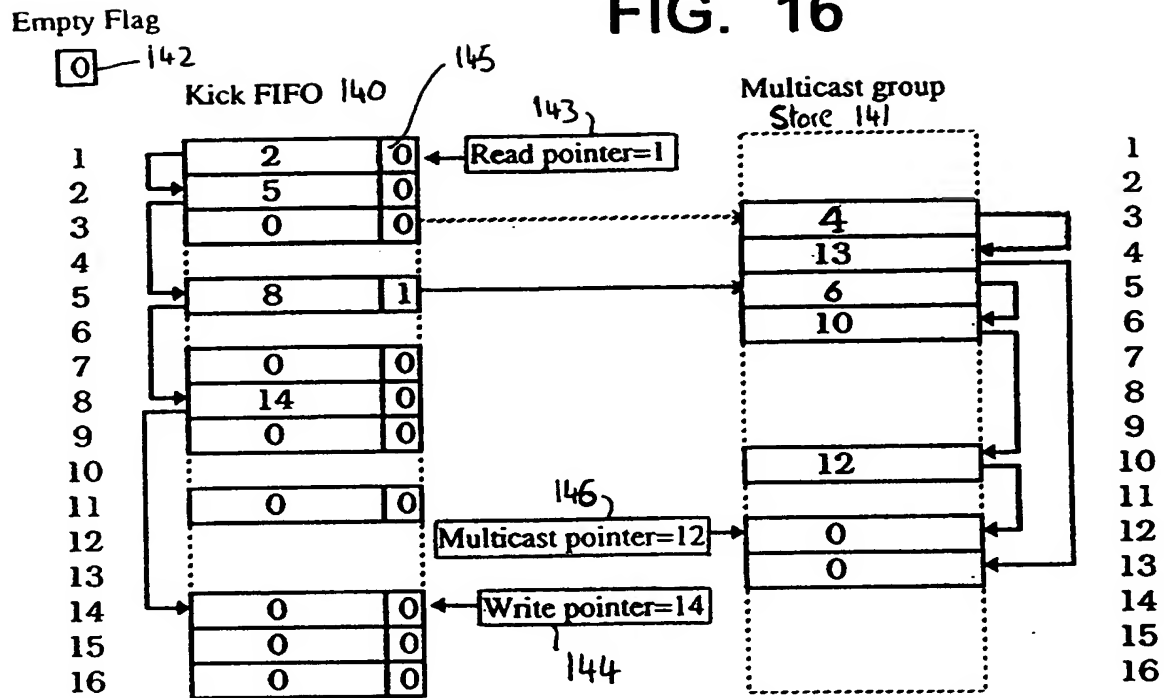 FIG. 16
Empty Flag
0 142
Kick FIFO 140 145
Multicast group
Store 141
143
1 2 0 Read pointer=1 1
2 5 0 2
3 0 0 4 3
4 13 4
5 8 1 6 5
6 10 6
7 0 0 7
8 14 0 8
9 0 0 9
10 12 10
11 0 0 146 11
12 Multicast pointer=12 0 12
13 0 13
14 0 0 Write pointer=14 14
15 0 0 15
16 0 0 144 16